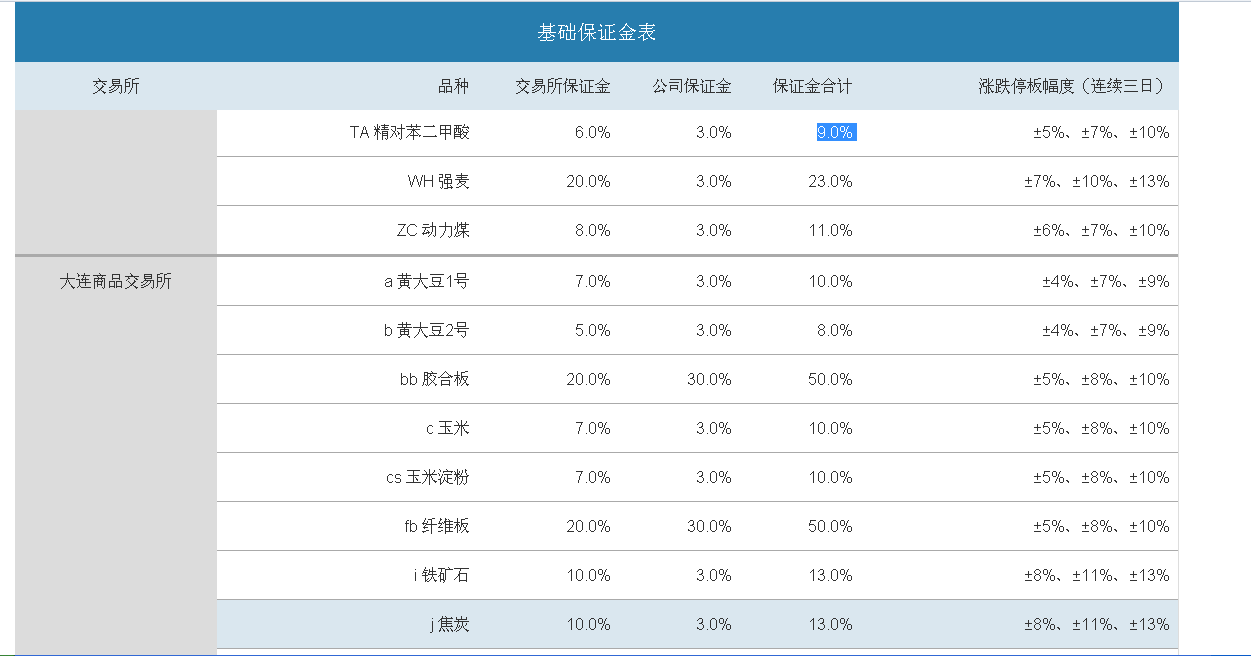 基础保证金表
交易所 品种 交易所保证金 公司保证金 保证金合计 涨跌停板幅度（连续三日）
TA 精对苯二甲酸 6.0% 3.0% 9.0% ±5%、±7%、±10%
WH 强麦 20.0% 3.0% 23.0% ±7%、±10%、±13%
ZC 动力煤 8.0% 3.0% 11.0% ±6%、±7%、±10%
大连商品交易所 a 黄大豆1号 7.0% 3.0% 10.0% ±4%、±7%、±9%
b 黄大豆2号 5.0% 3.0% 8.0% ±4%、±7%、±9%
bb 胶合板 20.0% 30.0% 50.0% ±5%、±8%、±10%
c 玉米 7.0% 3.0% 10.0% ±5%、±8%、±10%
cs 玉米淀粉 7.0% 3.0% 10.0% ±5%、±8%、±10%
fb 纤维板 20.0% 30.0% 50.0% ±5%、±8%、±10%
i 铁矿石 10.0% 3.0% 13.0% ±8%、±11%、±13%
j 焦炭 10.0% 3.0% 13.0% ±8%、±11%、±13%